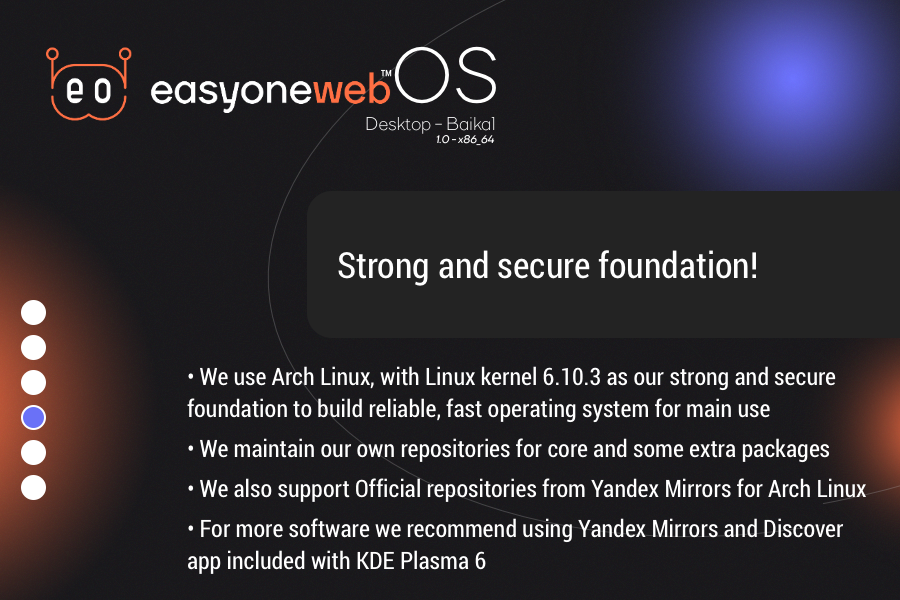 eo easyoneweb™OS
Desktop - Baikal
1.0 - x86_64
Strong and secure foundation!
• We use Arch Linux, with Linux kernel 6.10.3 as our strong and secure
foundation to build reliable, fast operating system for main use
• We maintain our own repositories for core and some extra packages
• We also support Official repositories from Yandex Mirrors for Arch Linux
• For more software we recommend using Yandex Mirrors and Discover
app included with KDE Plasma 6